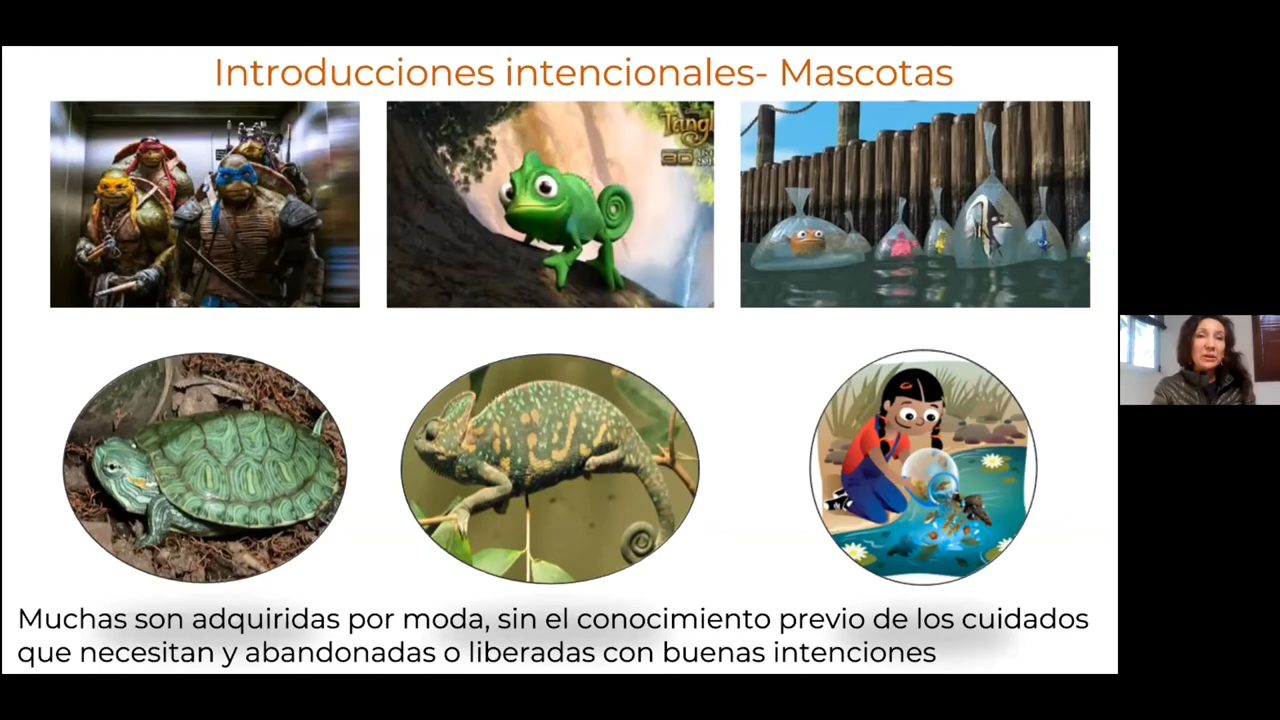 Introducciones intencionales- Mascotas
Tangl
Muchas son adquiridas por moda, sin el conocimiento previo de los cuidados
que necesitan y abandonadas o liberadas con buenas intenciones